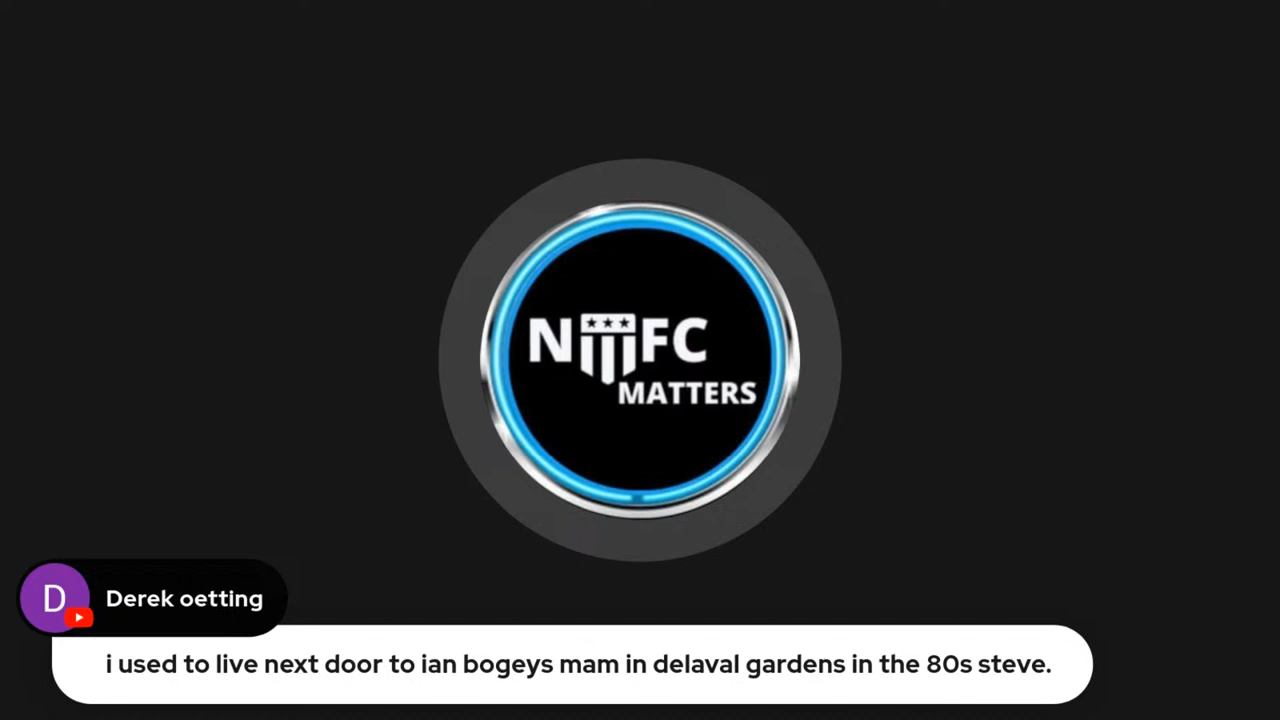 NUFC
MATTERS
D
Derek oetting
i used to live next door to ian bogeys mam in delaval gardens in the 80s steve.